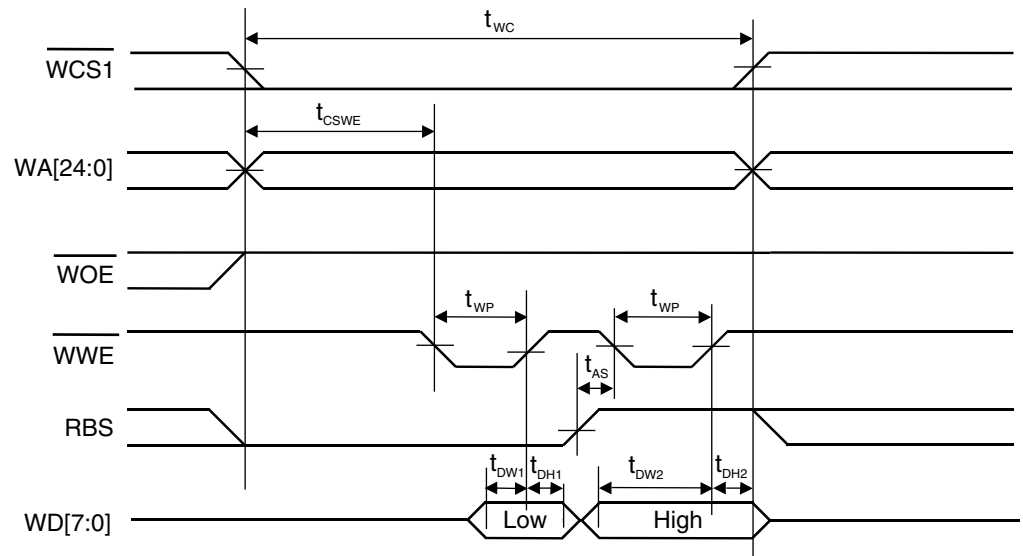 tWC
WCS1
tCSWE
WA[24:0]
WOE
tWP tWP
WWE
tAS
RBS
tDW1 tDH1 tDW2 tDH2
WD[7:0] Low High